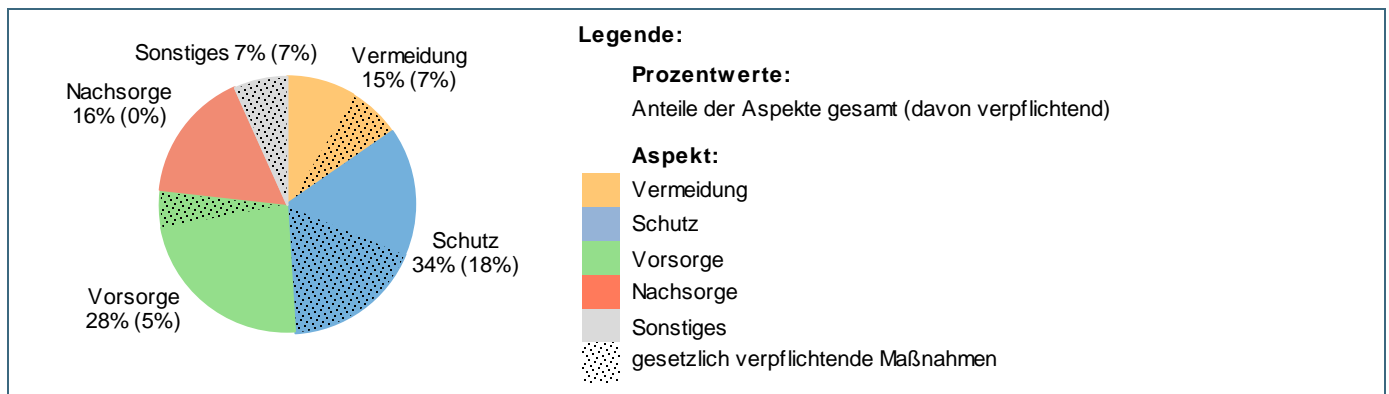 Sonstiges 7% (7%)
Vermeidung
15% (7%)
Nachsorge
16% (0%)
Schutz
34% (18%)
Vorsorge
28% (5%)
Legende:
Prozentwerte:
Anteile der Aspekte gesamt (davon verpflichtend)
Aspekt:
Vermeidung
Schutz
Vorsorge
Nachsorge
Sonstiges
gesetzlich verpflichtende Maßnahmen